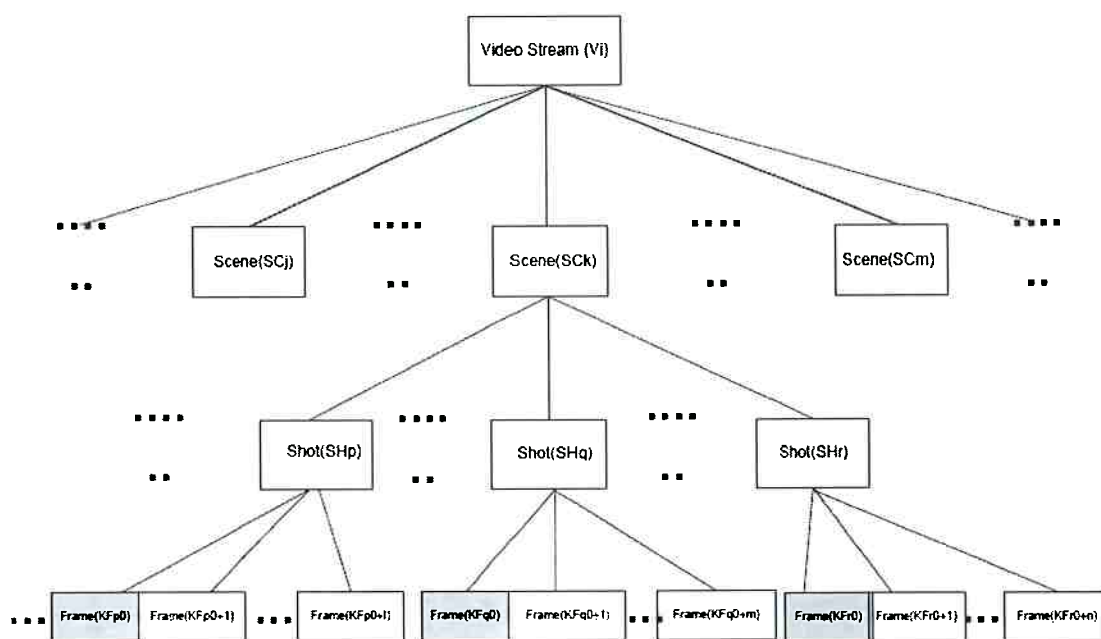 Video Stream (Vi)
Scene(SCj)
Scene(SCk)
Scene(SCm)
Shot(SHp)
Shot(SHq)
Shot(SHr)
Frame(KFp0)
Frame(KFp0+1)
Frame(KFp0+l)
Frame(KFq0)
Frame(KFq0+1)
Frame(KFq0+m)
Frame(KFr0)
Frame(KFr0+1)
Frame(KFr0+n)